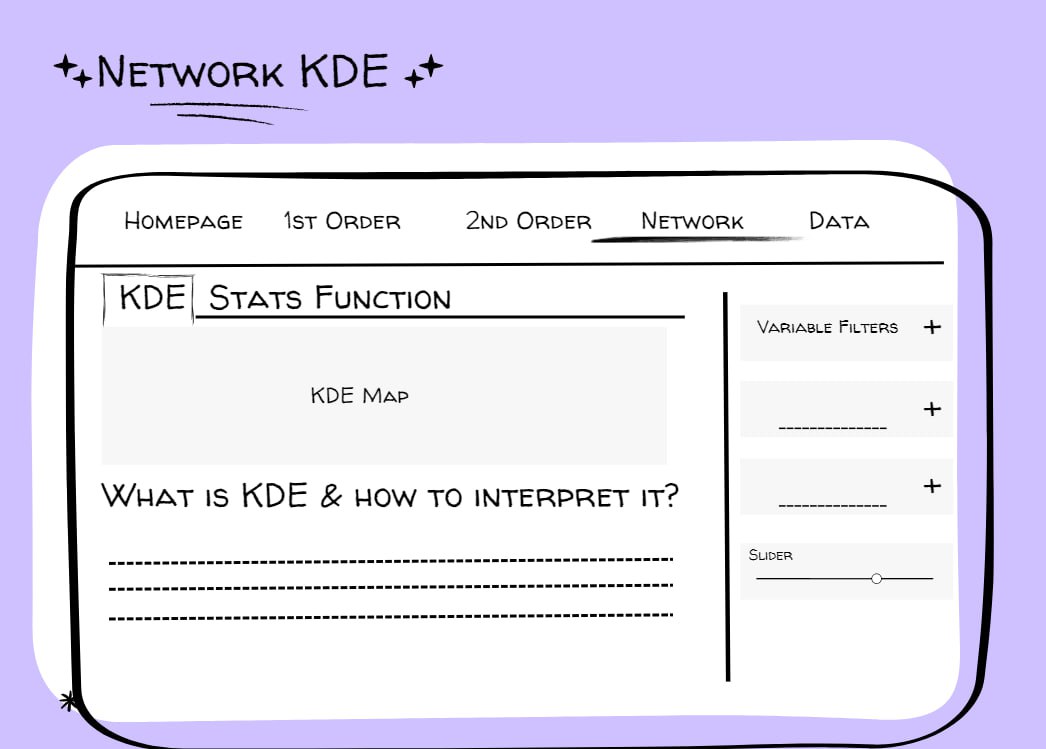 Network KDE
Homepage 1st Order 2nd Order Network Data
KDE Stats Function
Variable Filters +
KDE Map
+
What is KDE & how to interpret it?
+
Slider